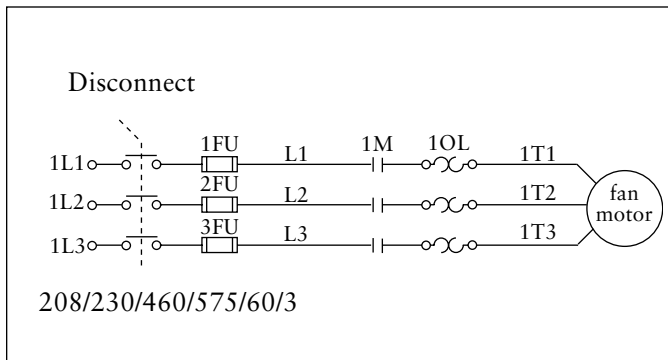 Disconnect
1FU 1M 1OL
1L1 L1 1T1
2FU
1L2 L2 1T2 fan motor
3FU
1L3 L3 1T3
208/230/460/575/60/3